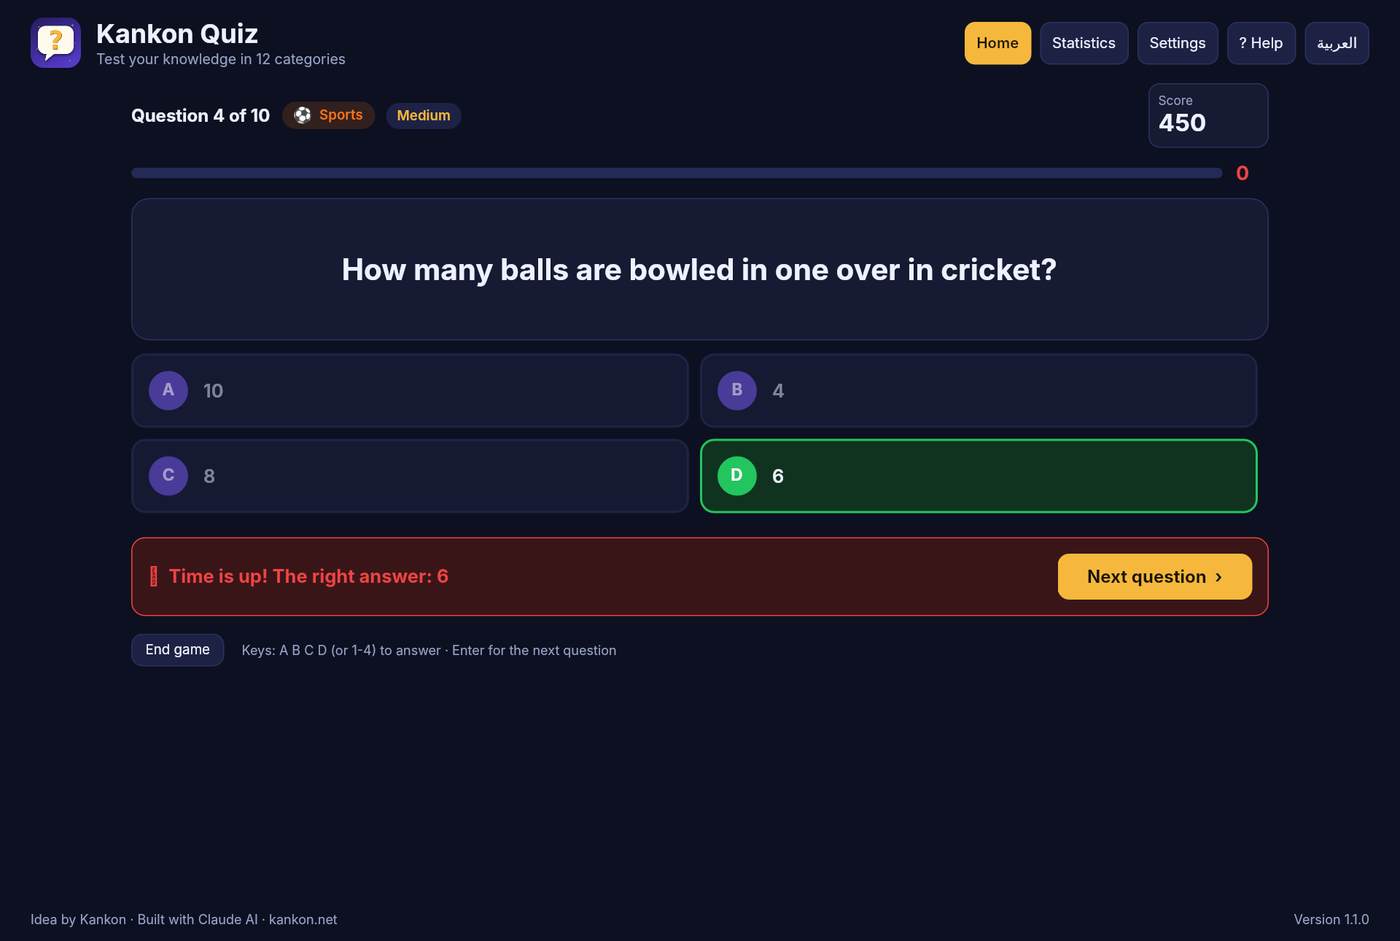 ?
Kankon Quiz
Test your knowledge in 12 categories
Home
Statistics
Settings
? Help
العربية
Question 4 of 10
Sports
Medium
Score
450
0
How many balls are bowled in one over in cricket?
A 10
B 4
C 8
D 6
Time is up! The right answer: 6
Next question ›
End game
Keys: A B C D (or 1-4) to answer · Enter for the next question
Idea by Kankon · Built with Claude AI · kankon.net
Version 1.1.0